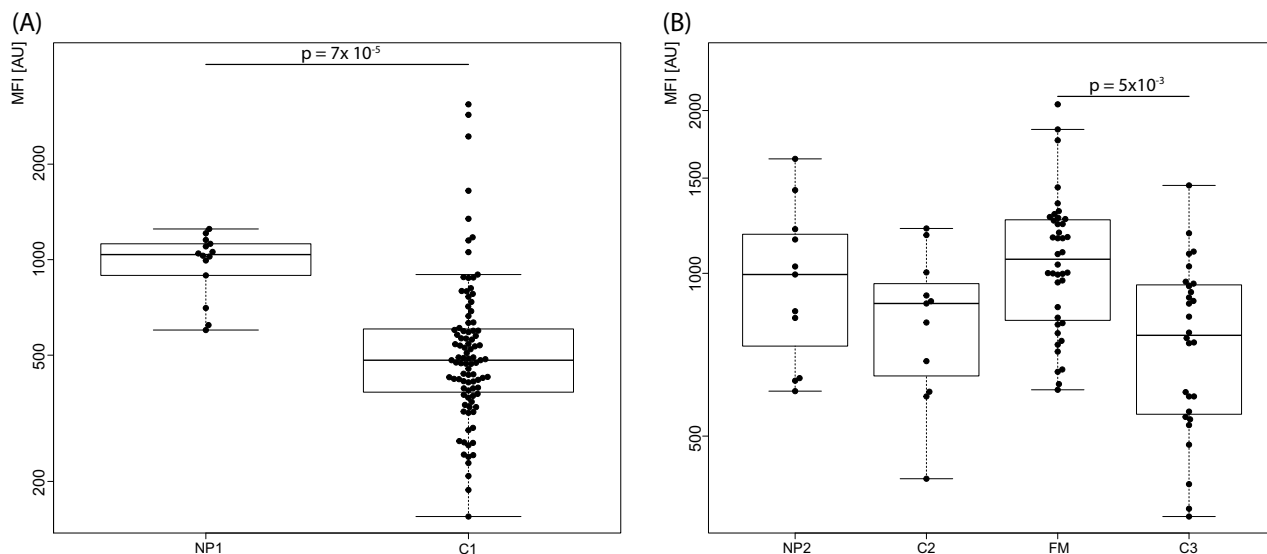 (A)
MFI [AU]
p = 7x 10-5
2000
1000
500
200
NP1 C1
(B)
MFI [AU]
p = 5x10-3
2000
1500
1000
500
NP2 C2 FM C3